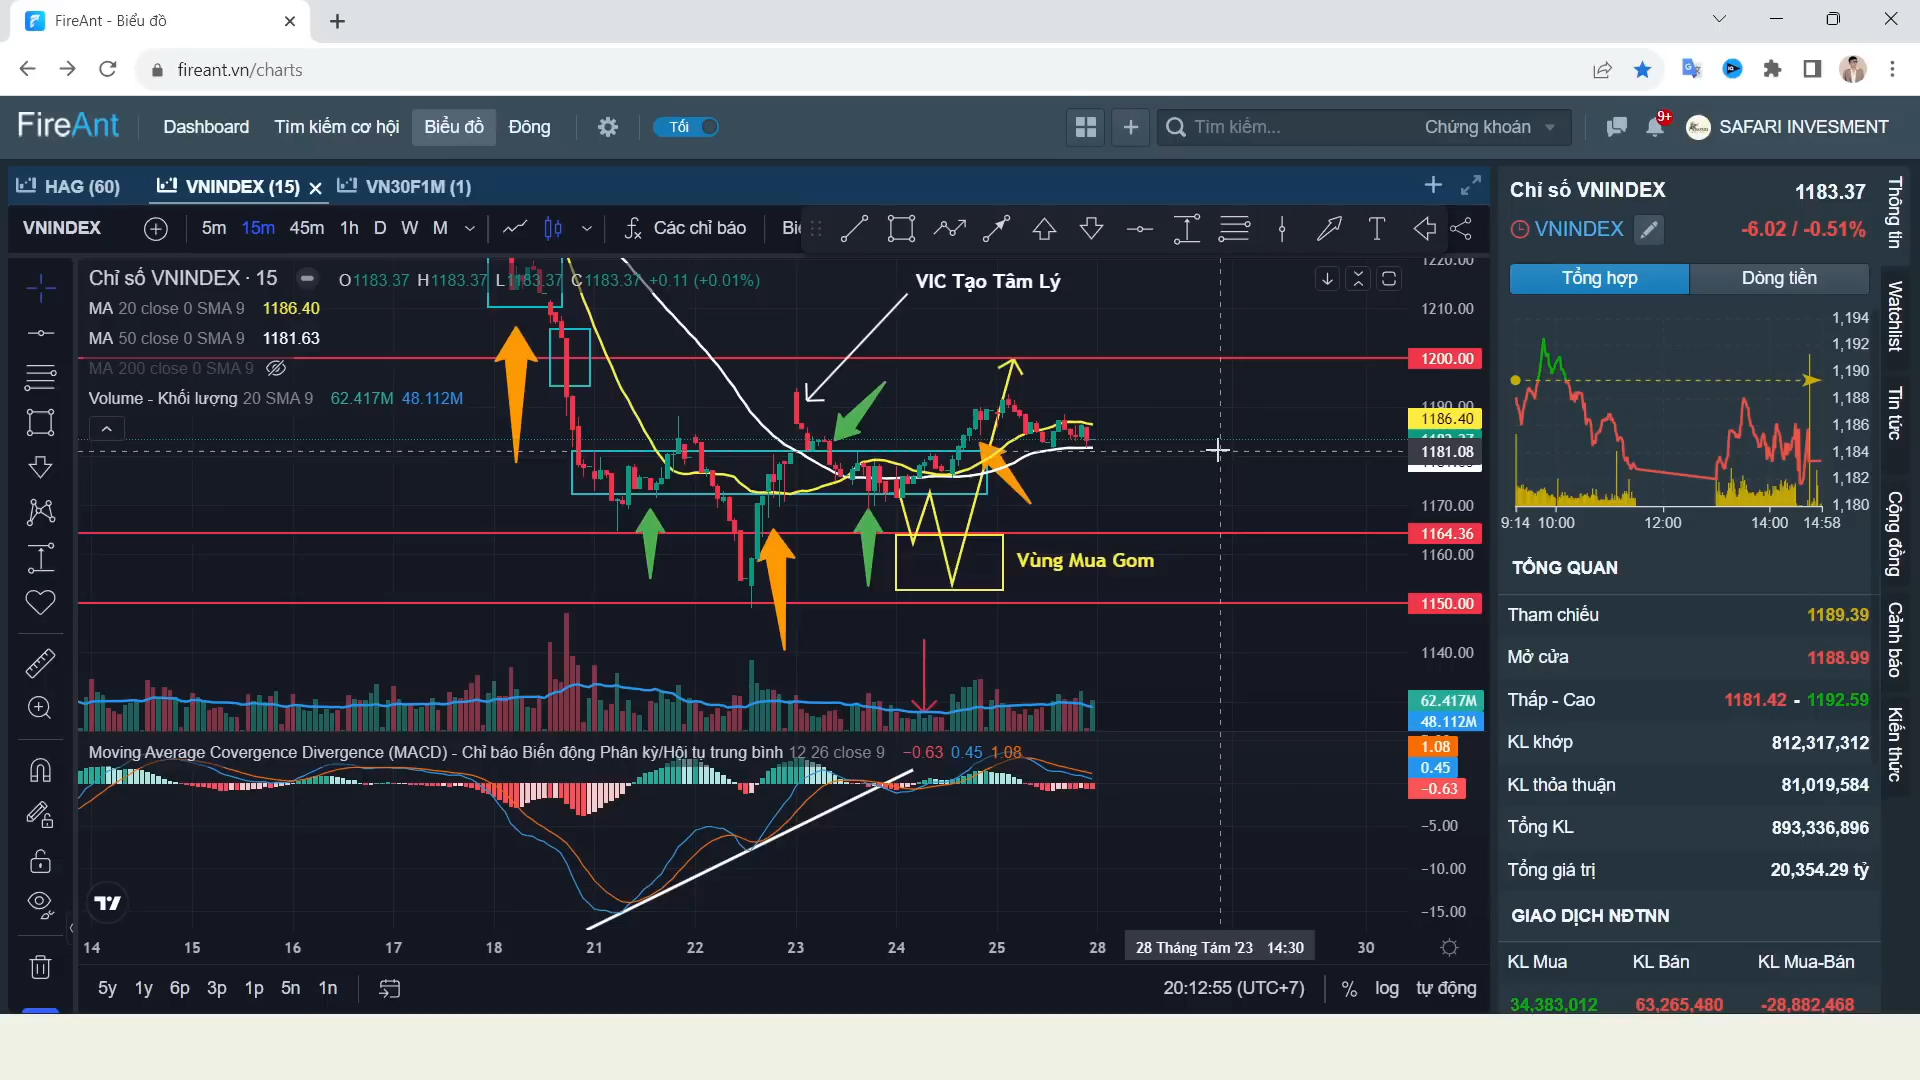 FireAnt - Biểu đồ
fireant.vn/charts
FireAnt Dashboard Tìm kiếm cơ hội Biểu đồ Đông Tối Tìm kiếm... Chứng khoán 9+ SAFARI INVESMENT
HAG (60) VNINDEX (15) VN30F1M (1)
VNINDEX 5m 15m 45m 1h D W M Các chỉ báo
Chỉ số VNINDEX · 15 O1183.37 H1183.37 L1183.37 C1183.37 +0.11 (+0.01%)
MA 20 close 0 SMA 9 1186.40
MA 50 close 0 SMA 9 1181.63
MA 200 close 0 SMA 9
Volume - Khối lượng 20 SMA 9 62.417M 48.112M
VIC Tạo Tâm Lý
Vùng Mua Gom
1220.00
1210.00
1200.00
1190.00
1186.40
1181.08
1170.00
1164.36
1160.00
1150.00
1140.00
62.417M
48.112M
Moving Average Covergence Divergence (MACD) - Chỉ báo Biến động Phân kỳ/Hội tụ trung bình 12 26 close 9 −0.63 0.45 1.08
1.08
0.45
−0.63
−5.00
−10.00
−15.00
14 15 16 17 18 21 22 23 24 25 28 28 Tháng Tám '23 14:30 30
5y 1y 6p 3p 1p 5n 1n 20:12:55 (UTC+7) % log tự động
Chỉ số VNINDEX 1183.37
VNINDEX -6.02 / -0.51%
Tổng hợp Dòng tiền
1,194
1,192
1,190
1,188
1,186
1,184
1,182
1,180
9:14 10:00 12:00 14:00 14:58
TỔNG QUAN
Tham chiếu 1189.39
Mở cửa 1188.99
Thấp - Cao 1181.42 - 1192.59
KL khớp 812,317,312
KL thỏa thuận 81,019,584
Tổng KL 893,336,896
Tổng giá trị 20,354.29 tỷ
GIAO DỊCH NĐTNN
KL Mua KL Bán KL Mua-Bán
34,383,012 63,265,480 -28,882,468
Thông tin
Watchlist
Tin tức
Cộng đồng
Cảnh báo
Kiến thức